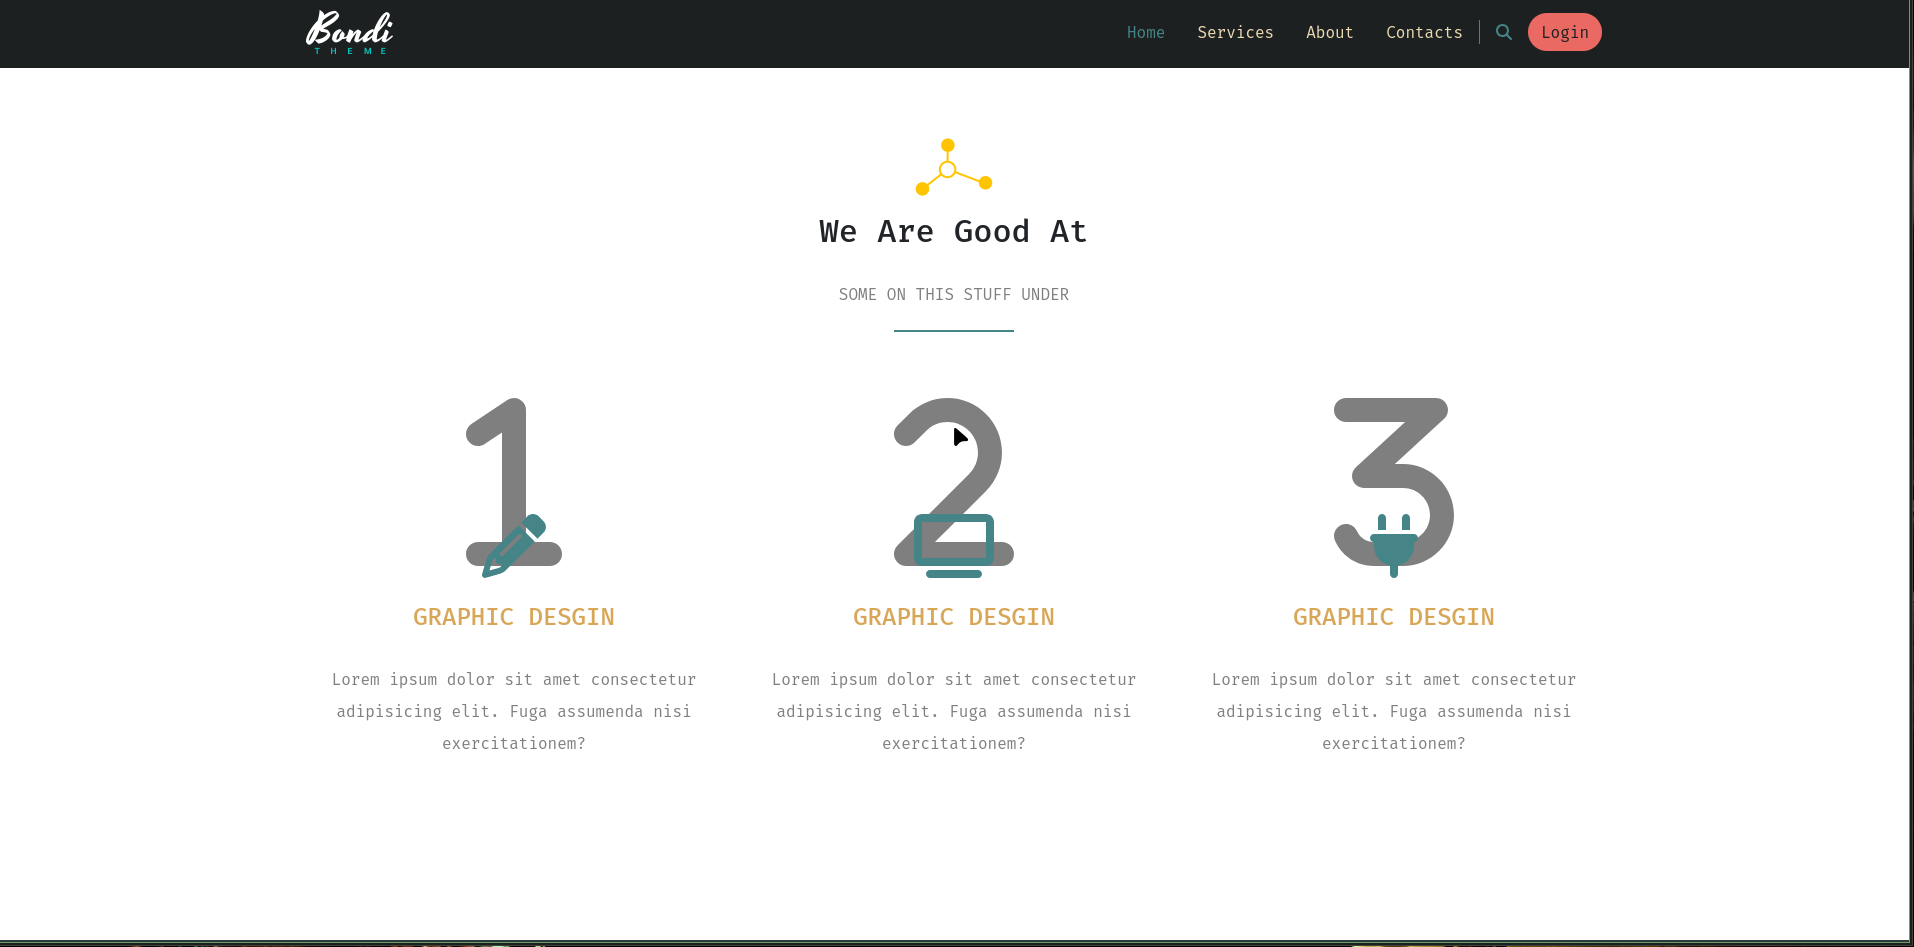 Bondi
THEME
Home Services About Contacts Login
We Are Good At
SOME ON THIS STUFF UNDER
1 2 3
GRAPHIC DESGIN GRAPHIC DESGIN GRAPHIC DESGIN
Lorem ipsum dolor sit amet consectetur
adipisicing elit. Fuga assumenda nisi
exercitationem?
Lorem ipsum dolor sit amet consectetur
adipisicing elit. Fuga assumenda nisi
exercitationem?
Lorem ipsum dolor sit amet consectetur
adipisicing elit. Fuga assumenda nisi
exercitationem?